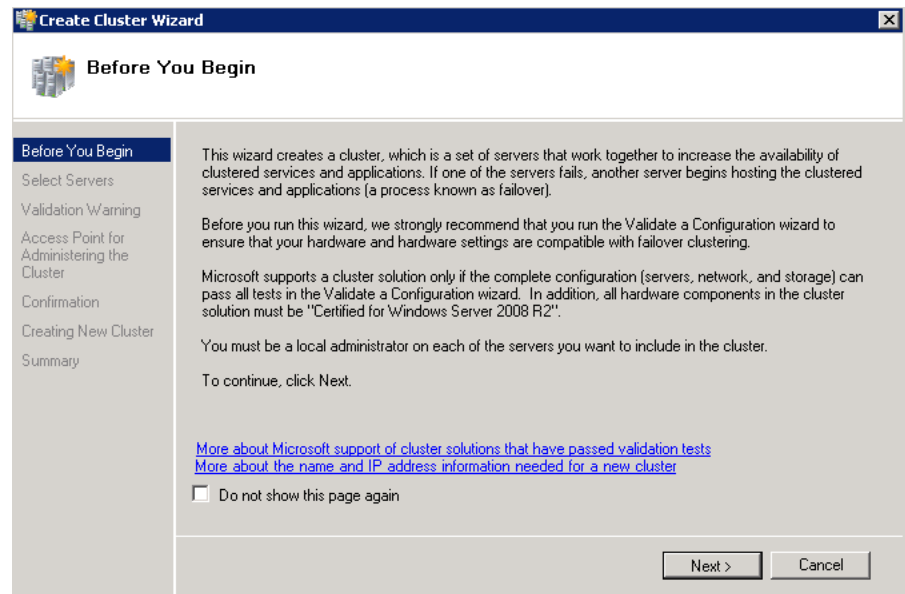 Create Cluster Wizard
Before You Begin
Before You Begin
Select Servers
Validation Warning
Access Point for
Administering the
Cluster
Confirmation
Creating New Cluster
Summary
This wizard creates a cluster, which is a set of servers that work together to increase the availability of
clustered services and applications. If one of the servers fails, another server begins hosting the clustered
services and applications (a process known as failover).
Before you run this wizard, we strongly recommend that you run the Validate a Configuration wizard to
ensure that your hardware and hardware settings are compatible with failover clustering.
Microsoft supports a cluster solution only if the complete configuration (servers, network, and storage) can
pass all tests in the Validate a Configuration wizard.  In addition, all hardware components in the cluster
solution must be "Certified for Windows Server 2008 R2".
You must be a local administrator on each of the servers you want to include in the cluster.
To continue, click Next.
More about Microsoft support of cluster solutions that have passed validation tests
More about the name and IP address information needed for a new cluster
Do not show this page again
Next >
Cancel